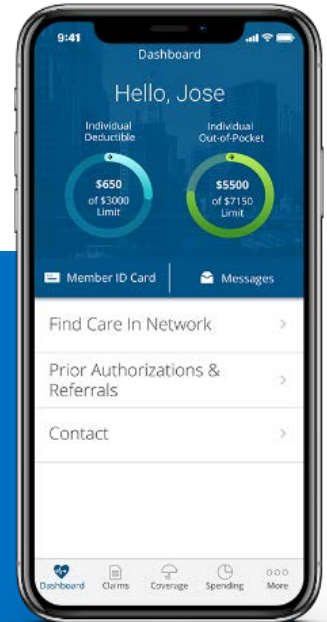 9:41
Dashboard
Hello, Jose
Individual
Deductible
Individual
Out-of-Pocket
$650
of $3000
Limit
$5500
of $7150
Limit
Member ID Card
Messages
Find Care In Network
Prior Authorizations &
Referrals
Contact
Dashboard
Claims
Coverage
Spending
More